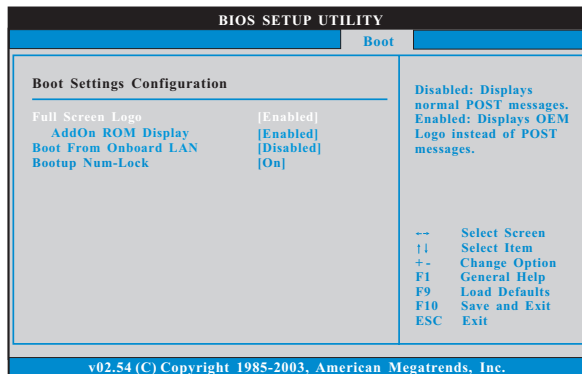 BIOS SETUP UTILITY
Boot
Boot Settings Configuration
Full Screen Logo [Enabled]
AddOn ROM Display [Enabled]
Boot From Onboard LAN [Disabled]
Bootup Num-Lock [On]
Disabled: Displays
normal POST messages.
Enabled: Displays OEM
Logo instead of POST
messages.
←→ Select Screen
↑↓ Select Item
+ - Change Option
F1 General Help
F9 Load Defaults
F10 Save and Exit
ESC Exit
v02.54 (C) Copyright 1985-2003, American Megatrends, Inc.